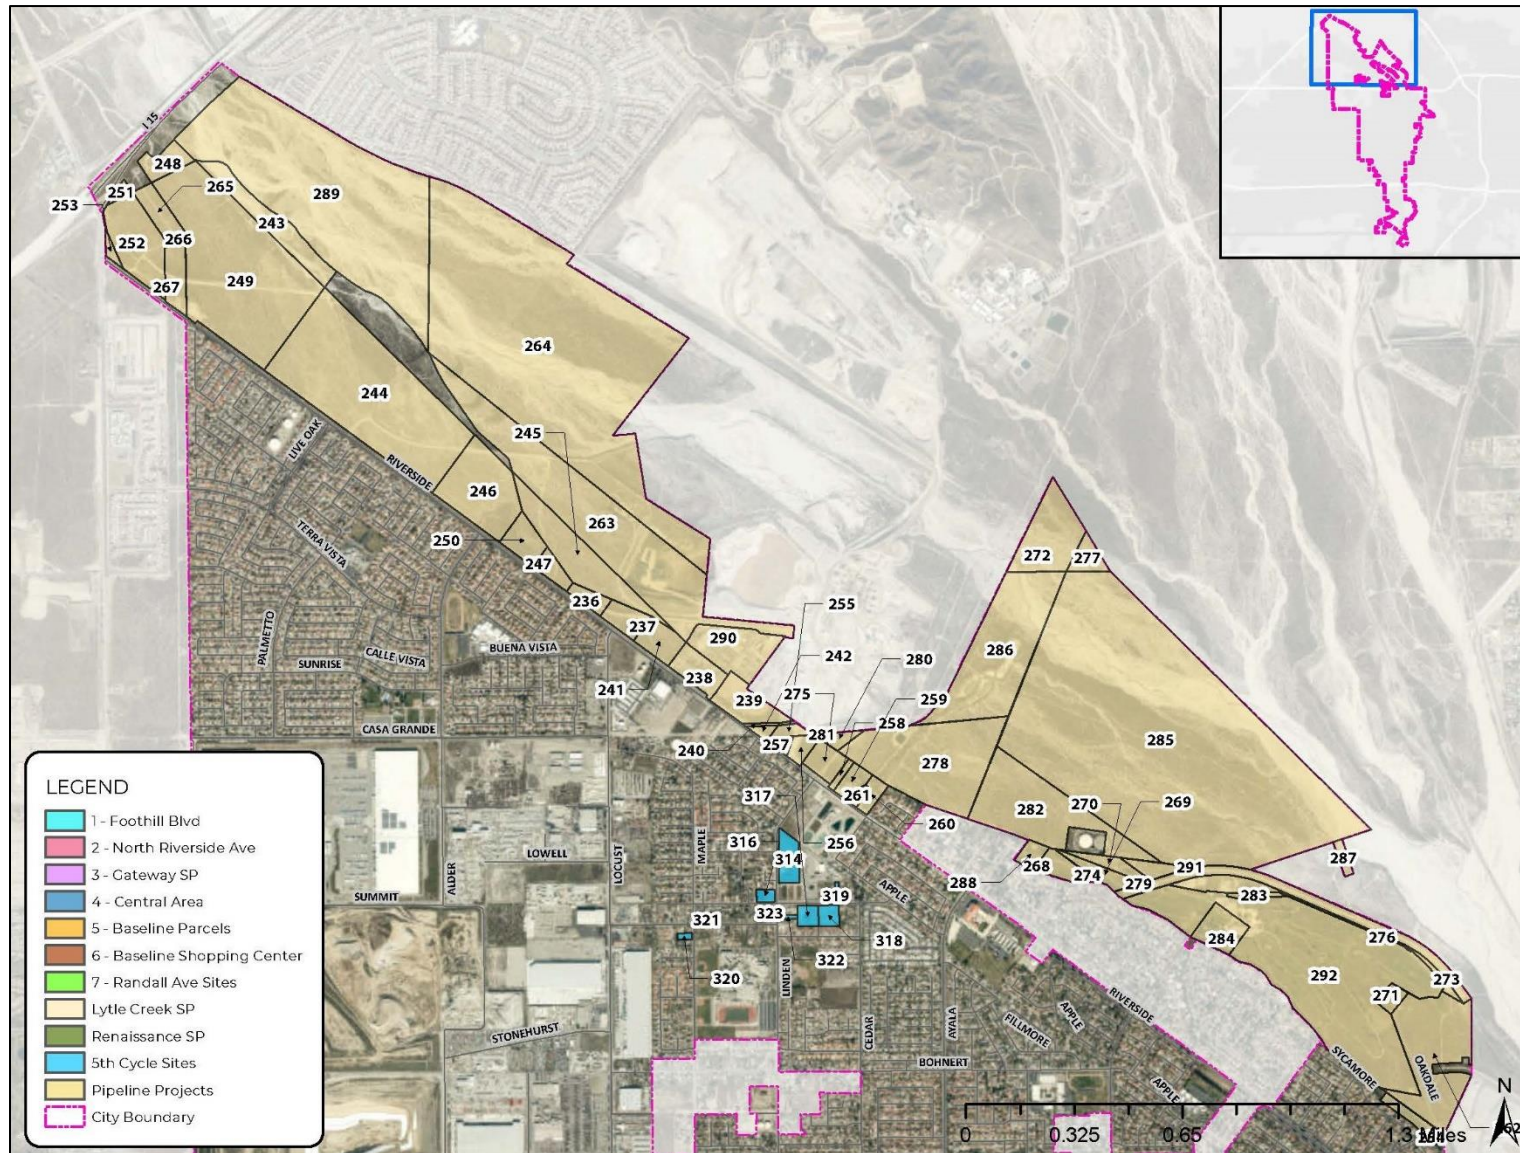 I 15
248
251
265
289
253
243
252
266
249
267
264
244
245
LIVE OAK
RIVERSIDE
246
263
250
247
272
277
TERRA VISTA
236
255
237
290
286
PALMETTO
BUENA VISTA
CALLE VISTA
SUNRISE
242
280
241
238
275
259
239
258
CASA GRANDE
281
285
240
257
278
LEGEND
1 - Foothill Blvd
2 - North Riverside Ave
3 - Gateway SP
4 - Central Area
5 - Baseline Parcels
6 - Baseline Shopping Center
7 - Randall Ave Sites
Lytle Creek SP
Renaissance SP
5th Cycle Sites
Pipeline Projects
City Boundary
317
261
282
270
269
260
MAPLE
316
256
LOWELL
314
268
291
287
274
LOCUST
ALDER
288
279
APPLE
SUMMIT
283
319
323
321
284
276
318
322
320
LINDEN
292
273
271
RIVERSIDE
APPLE
FILLMORE
STONEHURST
CEDAR
AYALA
BOHNERT
SYCAMORE
OAKDALE
APPLE
N
0
0.325
0.65
1.3 Miles